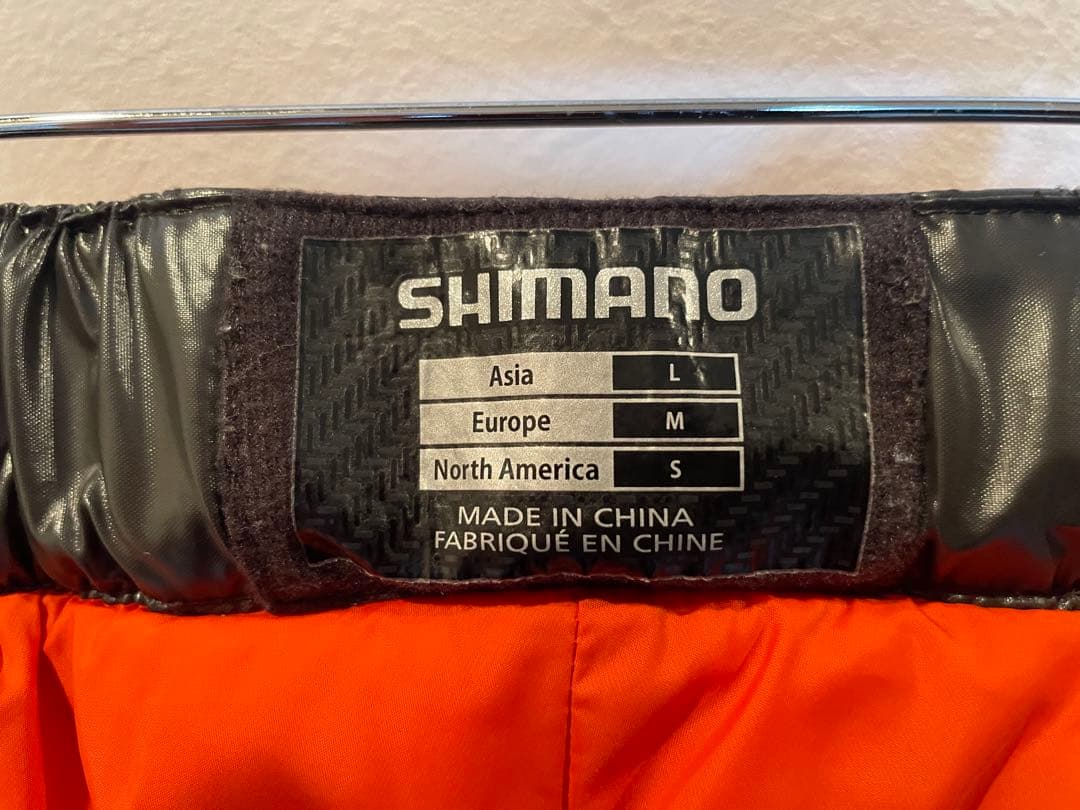 SHIMANO
Asia L
Europe M
North America S
MADE IN CHINA
FABRIQUÉ EN CHINE